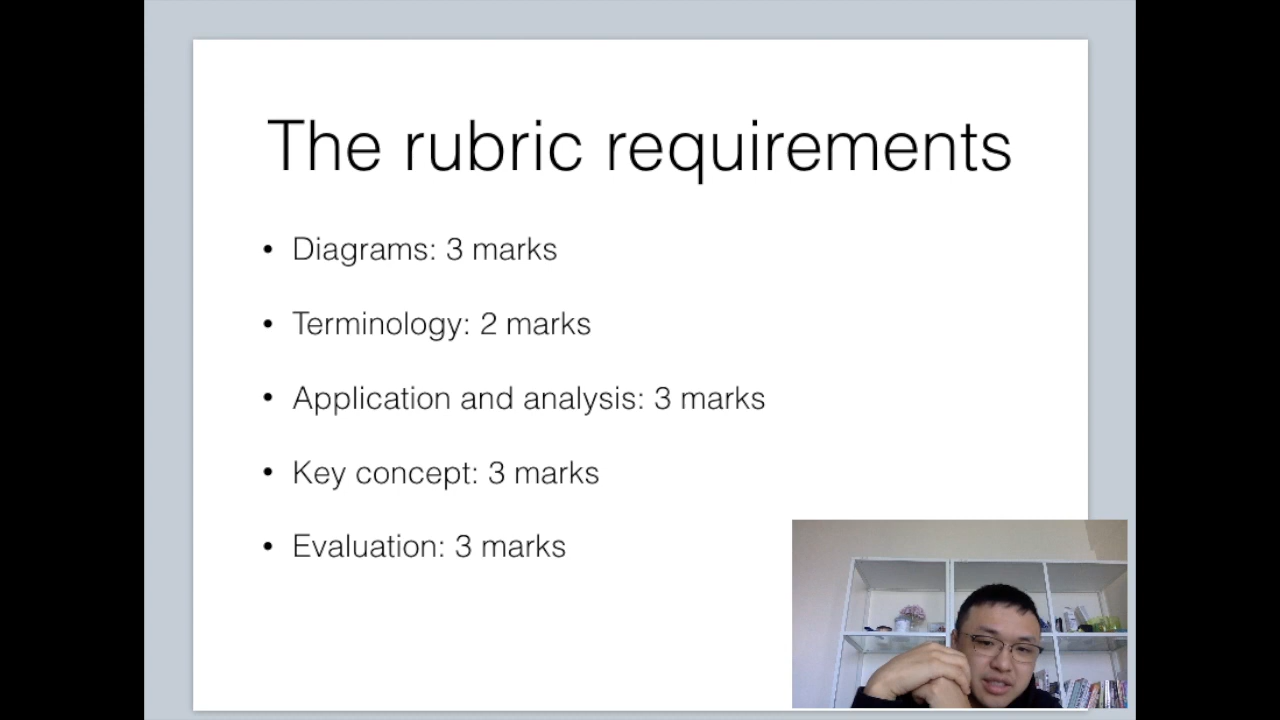 The rubric requirements
• Diagrams: 3 marks
• Terminology: 2 marks
• Application and analysis: 3 marks
• Key concept: 3 marks
• Evaluation: 3 marks